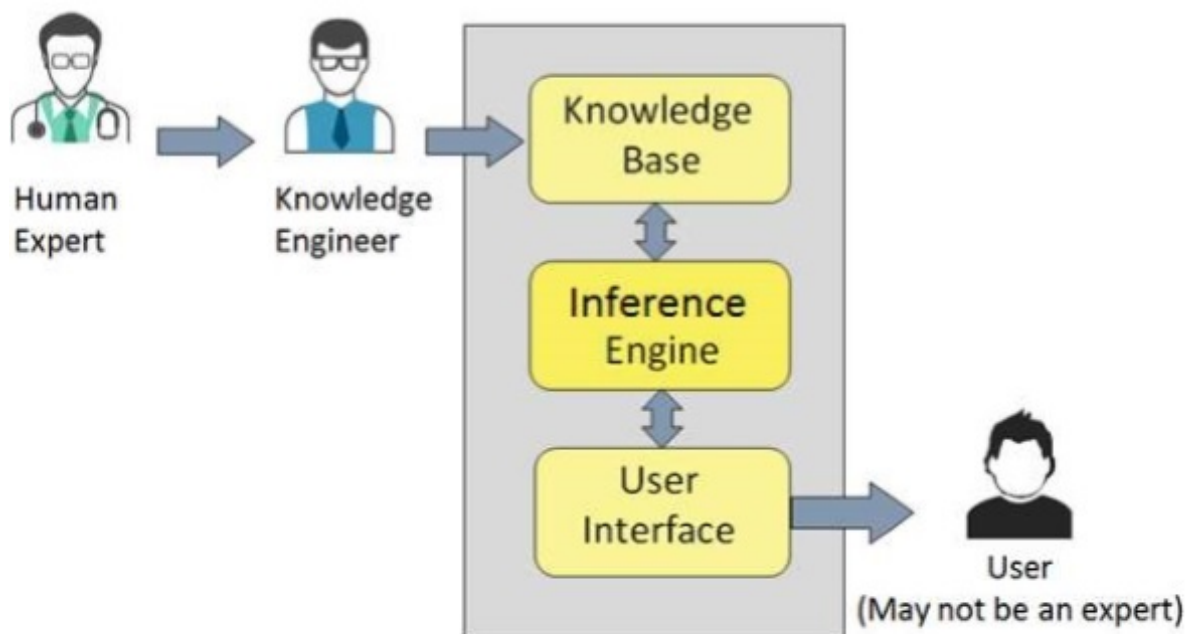 Human
Expert
Knowledge
Engineer
Knowledge
Base
Inference
Engine
User
Interface
User
(May not be an expert)